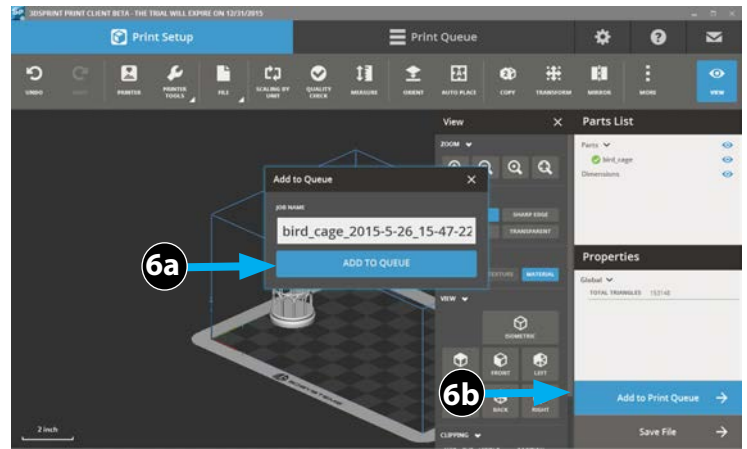 3DSPRINT PRINT CLIENT BETA - THE TRIAL WILL EXPIRE ON 12/31/2015
Print Setup
Print Queue
UNDO
PRINTER
PRINTER TOOLS
FILE
SCALING BY UNIT
QUALITY CHECK
MEASURE
ORIENT
AUTO PLACE
COPY
TRANSFORM
MIRROR
MORE
VIEW
View
Parts List
ZOOM
Parts
bird_cage
Dimensions
Add to Queue
JOB NAME
bird_cage_2015-5-26_15-47-22
ADD TO QUEUE
SHARP EDGE
TRANSPARENT
TEXTURE
MATERIAL
Properties
Global
TOTAL TRIANGLES 152148
VIEW
ISOMETRIC
FRONT
LEFT
BACK
RIGHT
CLIPPING
6a
6b
Add to Print Queue
Save File
3D SYSTEMS
2 inch